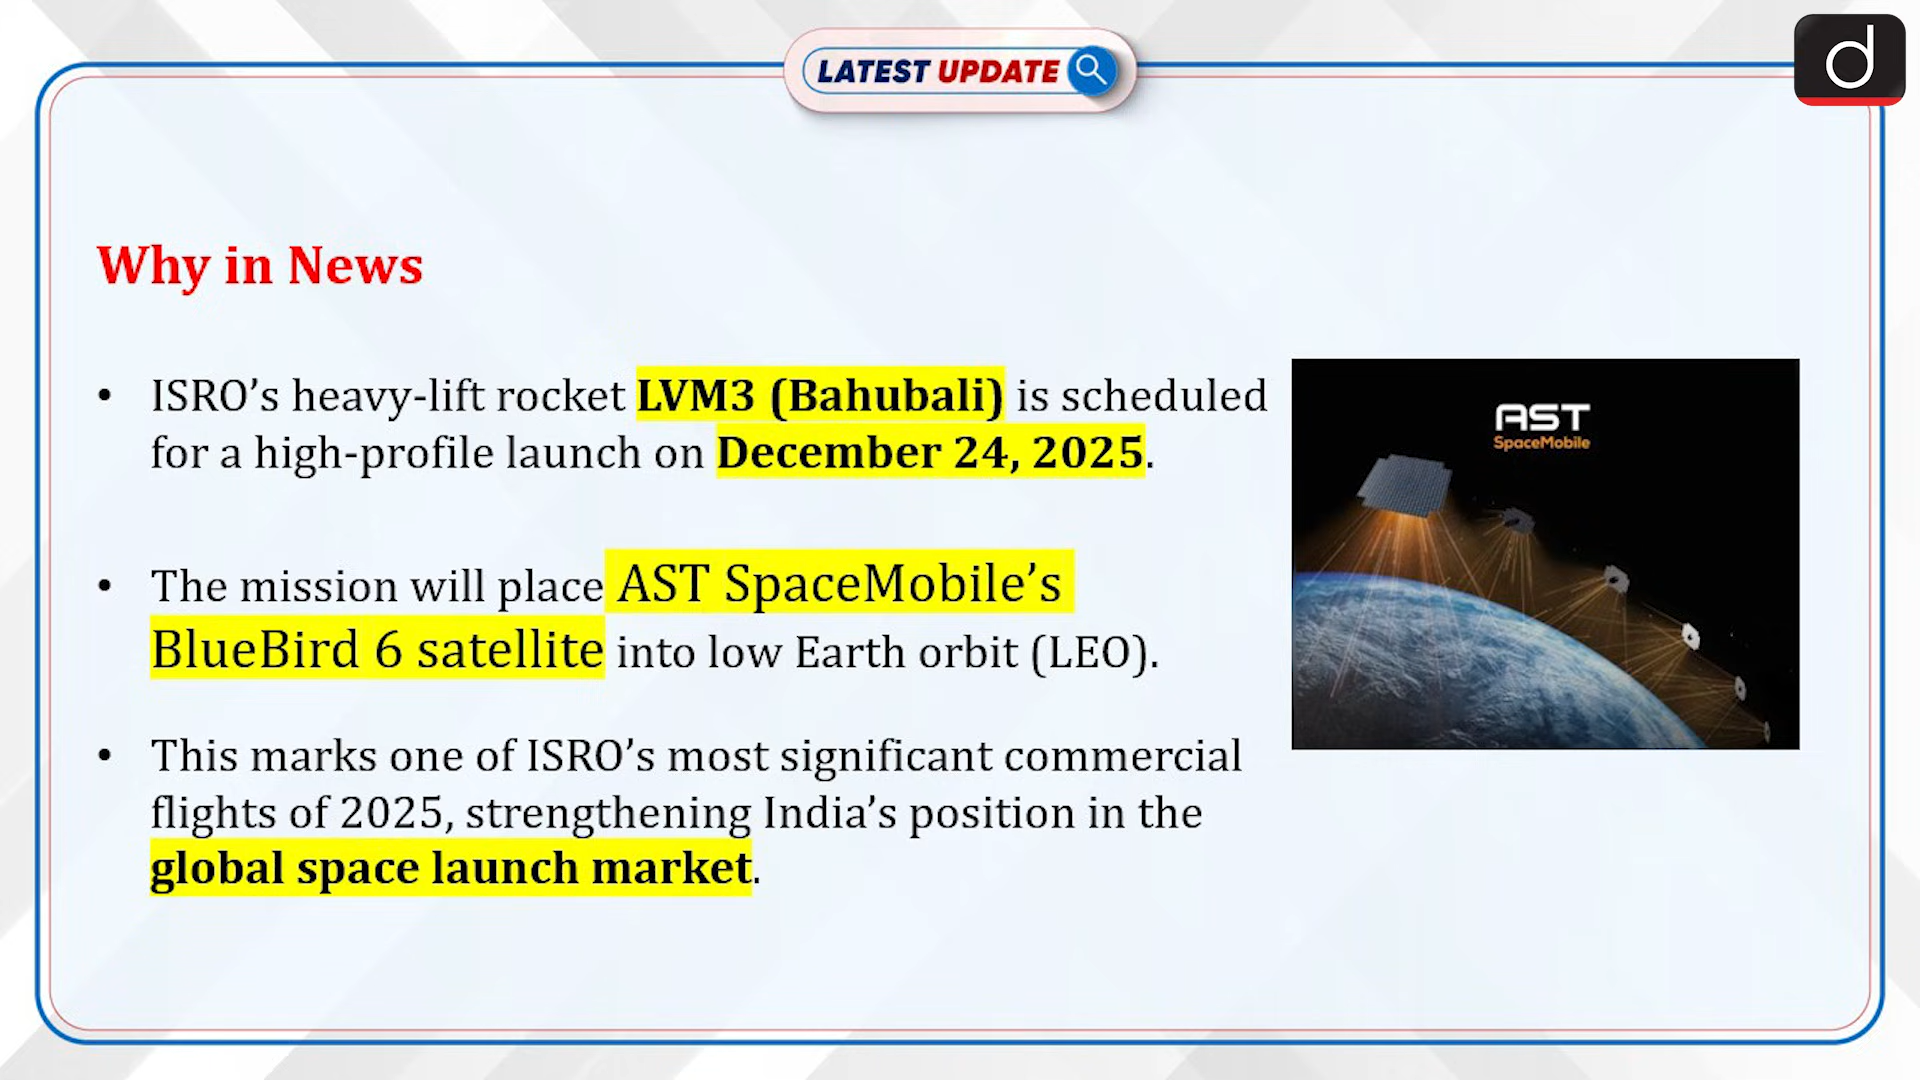 LATEST UPDATE
d
Why in News
• ISRO’s heavy-lift rocket LVM3 (Bahubali) is scheduled
for a high-profile launch on December 24, 2025.
• The mission will place AST SpaceMobile’s
BlueBird 6 satellite into low Earth orbit (LEO).
• This marks one of ISRO’s most significant commercial
flights of 2025, strengthening India’s position in the
global space launch market.
AST
SpaceMobile